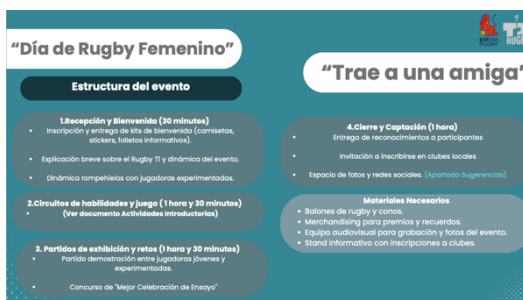 “Día de Rugby Femenino”
Estructura del evento
1.Recepción y Bienvenida (30 minutos)
• Inscripción y entrega de kits de bienvenida (camisetas,
stickers, folletos informativos).
• Explicación breve sobre el Rugby T1 y dinámica del evento.
• Dinámica rompehielos con jugadoras experimentadas.
2.Circuitos de habilidades y juego ( 1 hora y 30 minutos)
• (Ver documento Actividades Introductorias)
3. Partidos de exhibición y retos (1 hora y 30 minutos)
• Partido demostración entre jugadoras jóvenes y
experimentadas.
• Concurso de "Mejor Celebración de Ensayo"
ESPAÑA
RUGBY
T1
RUGB
“Trae a una amiga”
4.Cierre y Captación (1 hora)
• Entrega de reconocimientos a participantes
• Invitación a inscribirse en clubes locales
• Espacio de fotos y redes sociales. (Apartado Sugerencias)
Materiales Necesarios
• Balones de rugby y conos.
• Merchandising para premios y recuerdos.
• Equipo audiovisual para grabación y fotos del evento.
• Stand informativo con inscripciones a clubes.